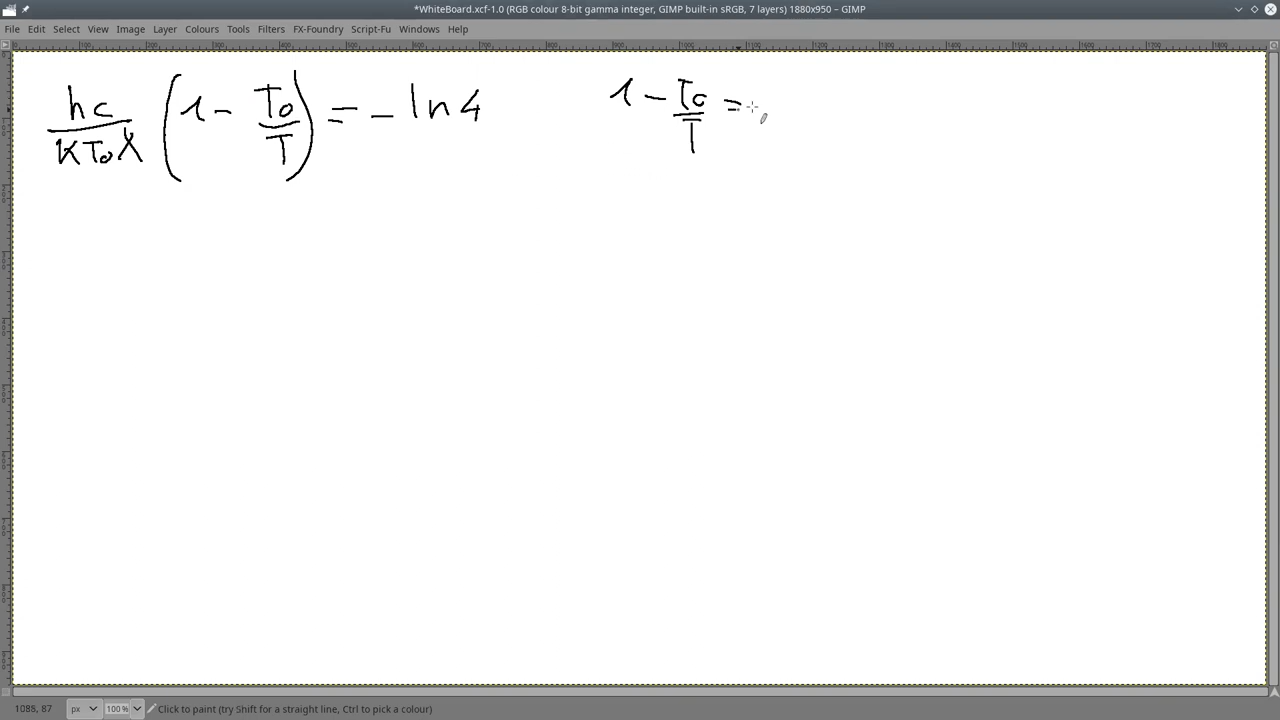 *WhiteBoard.xcf-1.0 (RGB colour 8-bit gamma integer, GIMP built-in sRGB, 7 layers) 1880x950 – GIMP
File Edit Select View Image Layer Colours Tools Filters FX-Foundry Script-Fu Windows Help
hc/(kT₀λ) (1 - T₀/T) = - ln 4
1 - T₀/T =
1088, 87 px 100% Click to paint (try Shift for a straight line, Ctrl to pick a colour)